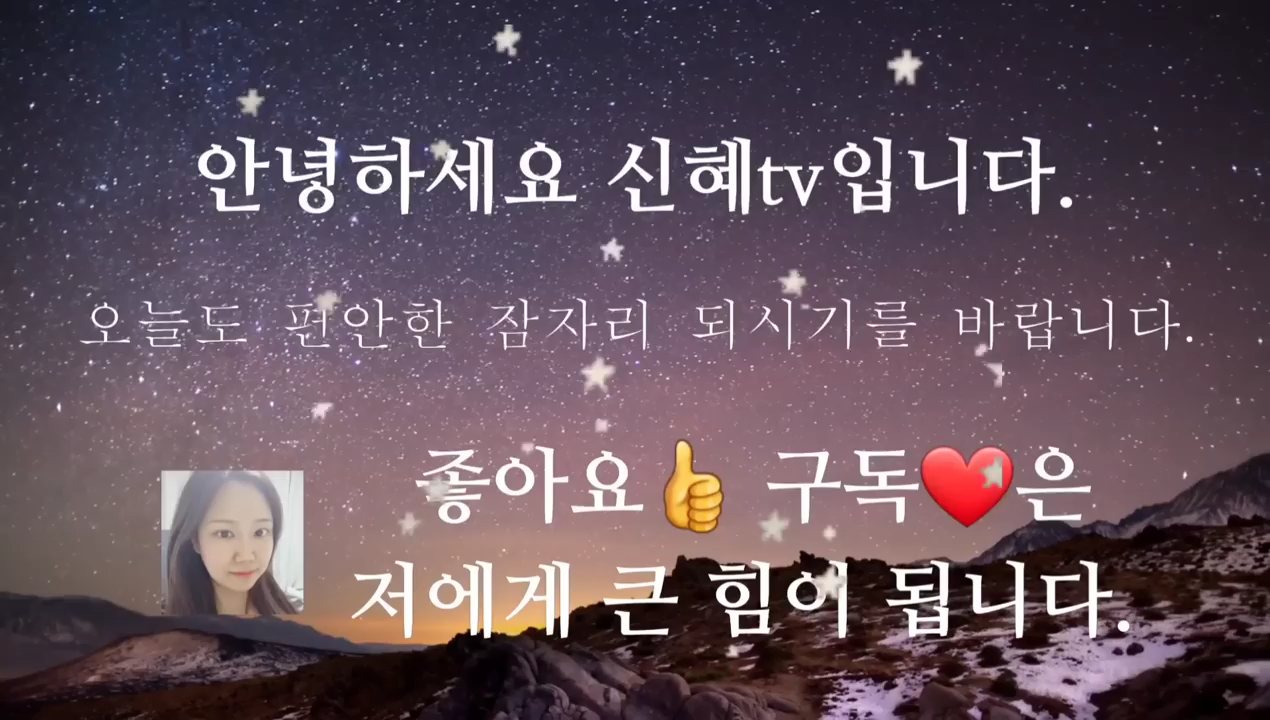 안녕하세요 신혜tv입니다.
오늘도 편안한 잠자리 되시기를 바랍니다.
좋아요👍 구독❤️은
저에게 큰 힘이 됩니다.